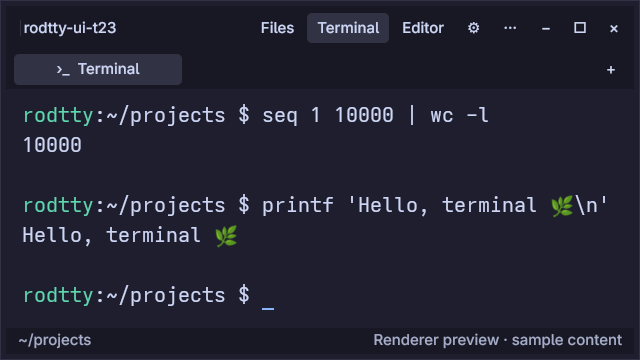 rodtty-ui-t23 Files Terminal Editor ⚙ ··· – □ ×
›_ Terminal +
rodtty:~/projects $ seq 1 10000 | wc -l
10000
rodtty:~/projects $ printf 'Hello, terminal 🌿\n'
Hello, terminal 🌿
rodtty:~/projects $ _
~/projects Renderer preview · sample content